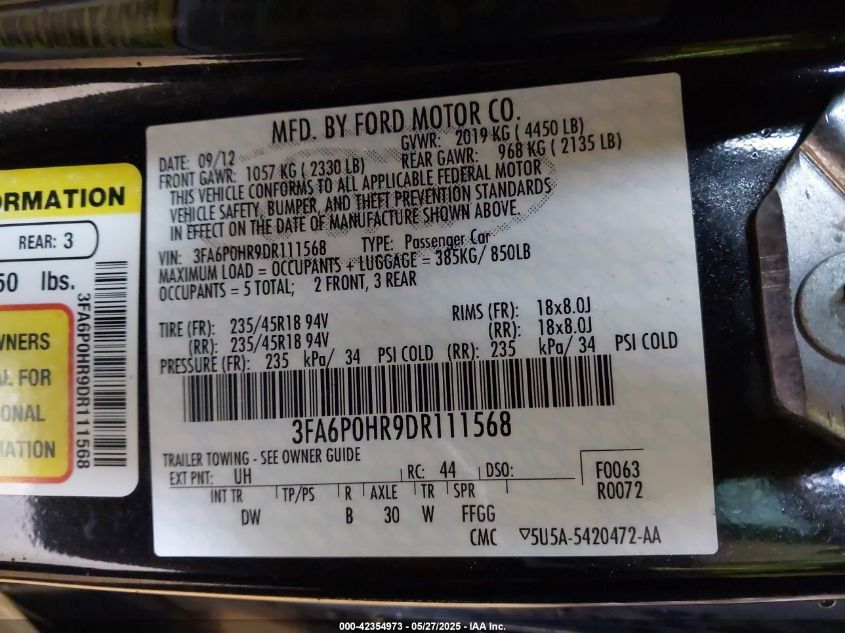 MFD. BY FORD MOTOR CO.
DATE: 09/12 GVWR: 2019 KG ( 4450 LB)
FRONT GAWR: 1057 KG ( 2330 LB) REAR GAWR: 968 KG ( 2135 LB)
THIS VEHICLE CONFORMS TO ALL APPLICABLE FEDERAL MOTOR
VEHICLE SAFETY, BUMPER, AND THEFT PREVENTION STANDARDS
IN EFFECT ON THE DATE OF MANUFACTURE SHOWN ABOVE.
VIN: 3FA6P0HR9DR111568 TYPE: Passenger Car
MAXIMUM LOAD = OCCUPANTS + LUGGAGE = 385KG/ 850LB
OCCUPANTS = 5 TOTAL; 2 FRONT, 3 REAR
TIRE (FR): 235/45R18 94V RIMS (FR): 18x8.0J
(RR): 235/45R18 94V (RR): 18x8.0J
PRESSURE (FR): 235 kPa/ 34 PSI COLD (RR): 235 kPa/ 34 PSI COLD
3FA6P0HR9DR111568
TRAILER TOWING - SEE OWNER GUIDE
EXT PNT: UH RC: 44 DSO: F0063
R0072
INT TR TP/PS R AXLE TR SPR
DW B 30 W FFGG
CMC ▽5U5A-5420472-AA
ORMATION
REAR: 3
50 lbs.
3FA6P0HR9DR111568
WNERS
AL FOR
IONAL
MATION
000-42354973 - 05/27/2025 - IAA Inc.